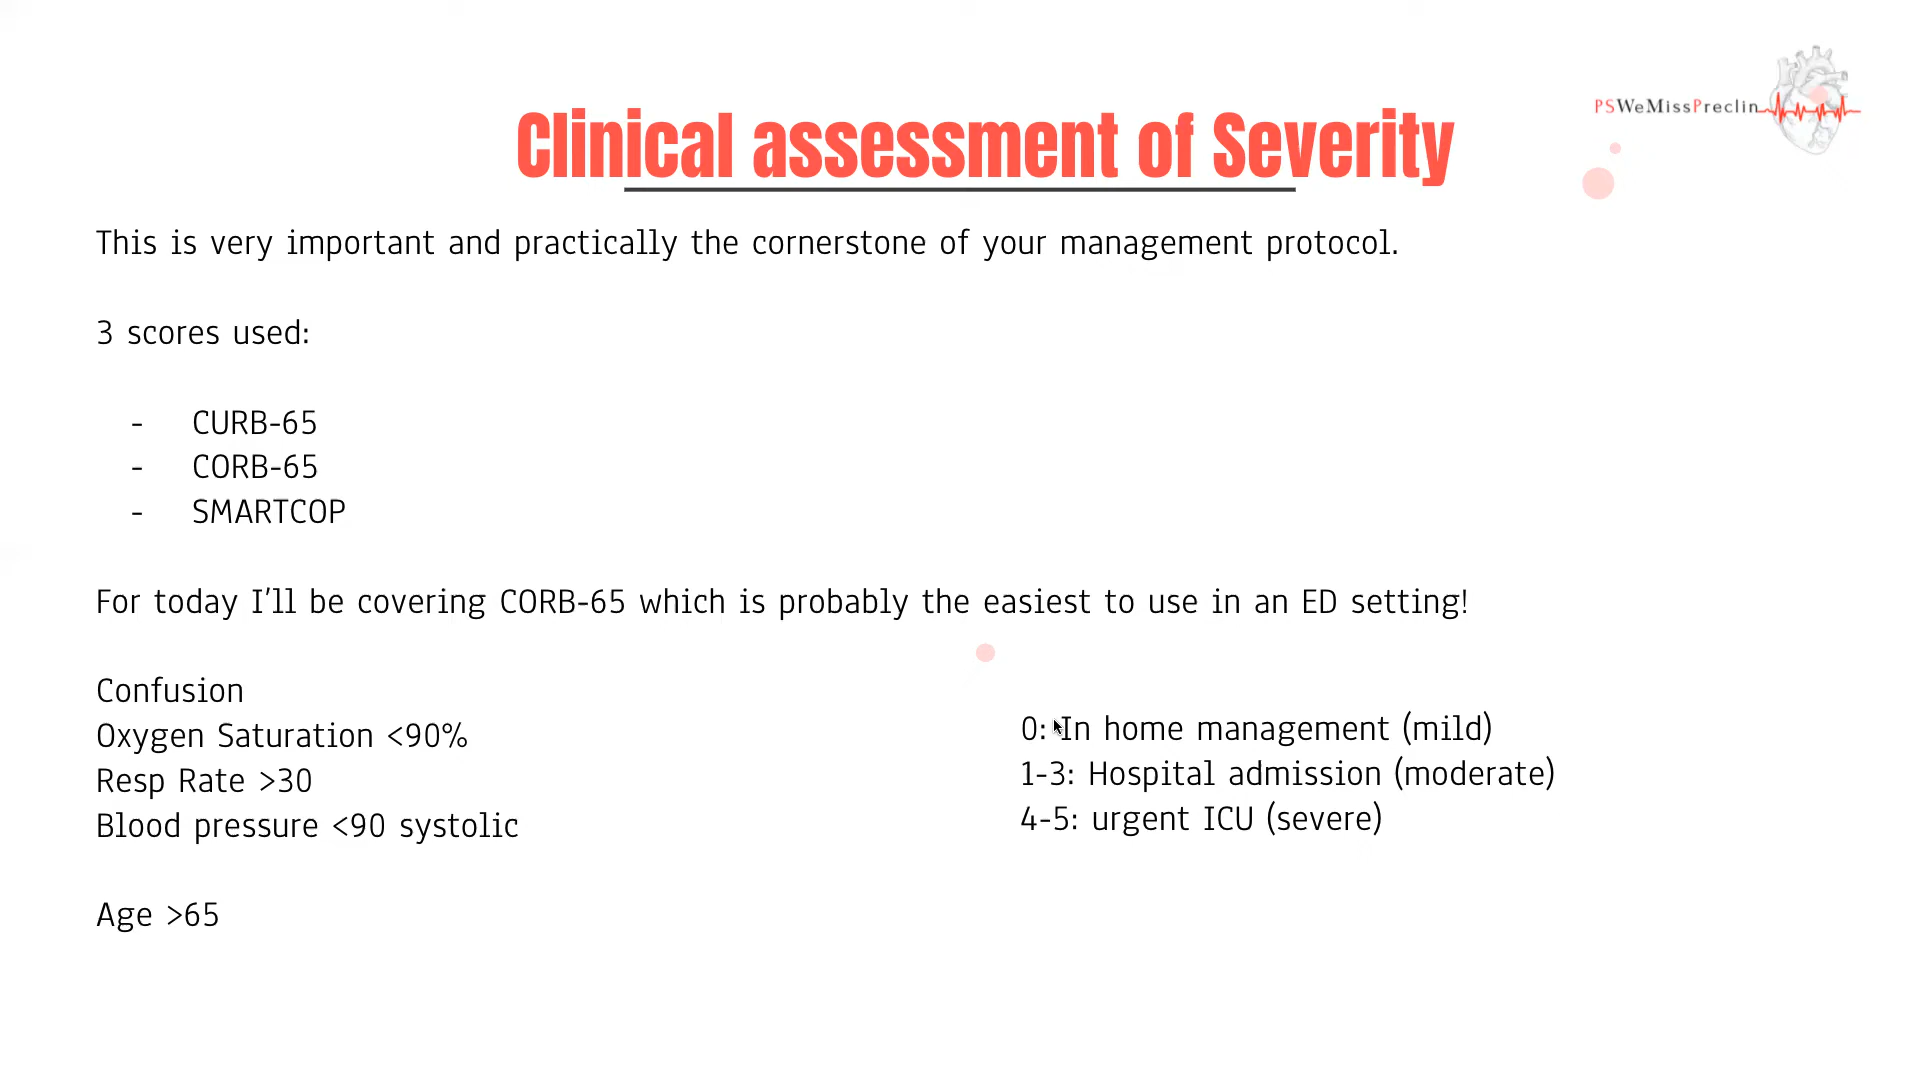 PSWeMissPreclin
Clinical assessment of Severity
This is very important and practically the cornerstone of your management protocol.
3 scores used:
- CURB-65
- CORB-65
- SMARTCOP
For today I'll be covering CORB-65 which is probably the easiest to use in an ED setting!
Confusion
Oxygen Saturation <90%
Resp Rate >30
Blood pressure <90 systolic
Age >65
0: In home management (mild)
1-3: Hospital admission (moderate)
4-5: urgent ICU (severe)